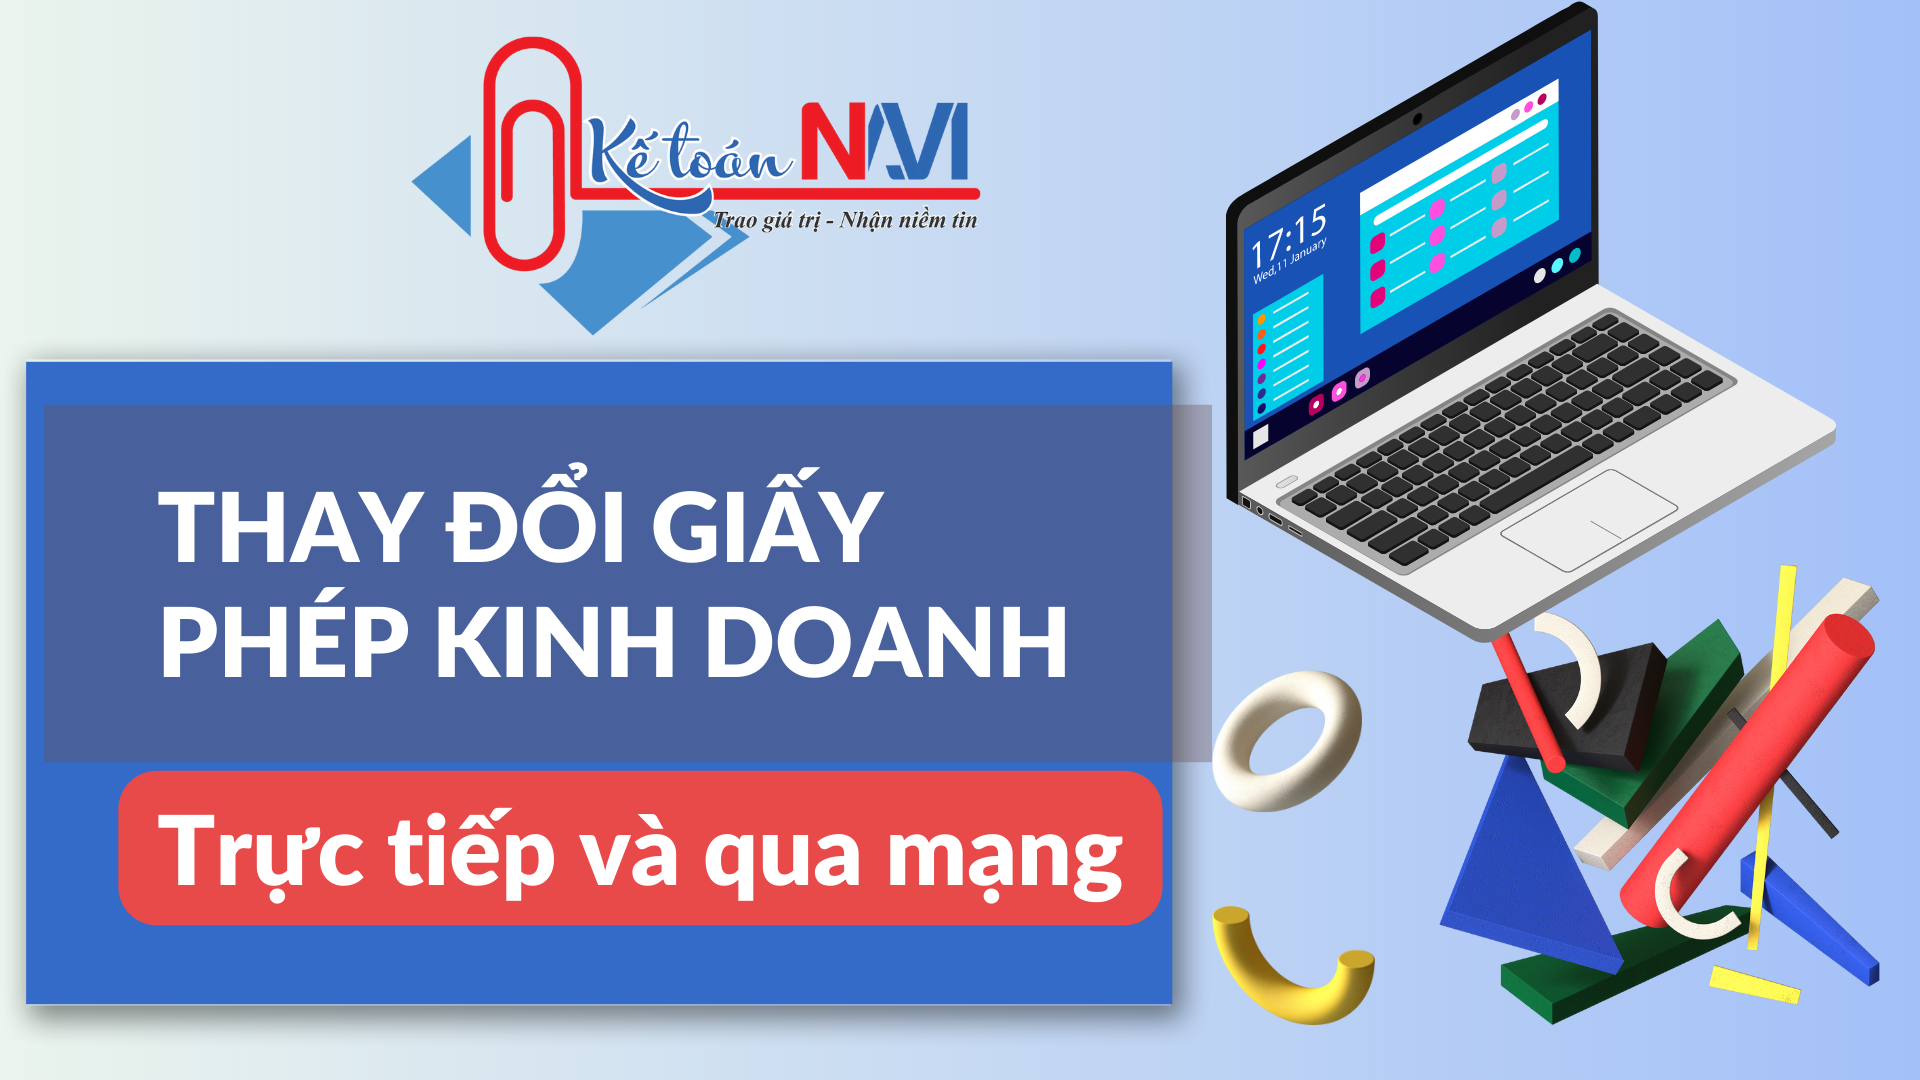 Kế toán NAVI
Trao giá trị - Nhận niềm tin
17:15
Wed,11 January
THAY ĐỔI GIẤY
PHÉP KINH DOANH
Trực tiếp và qua mạng